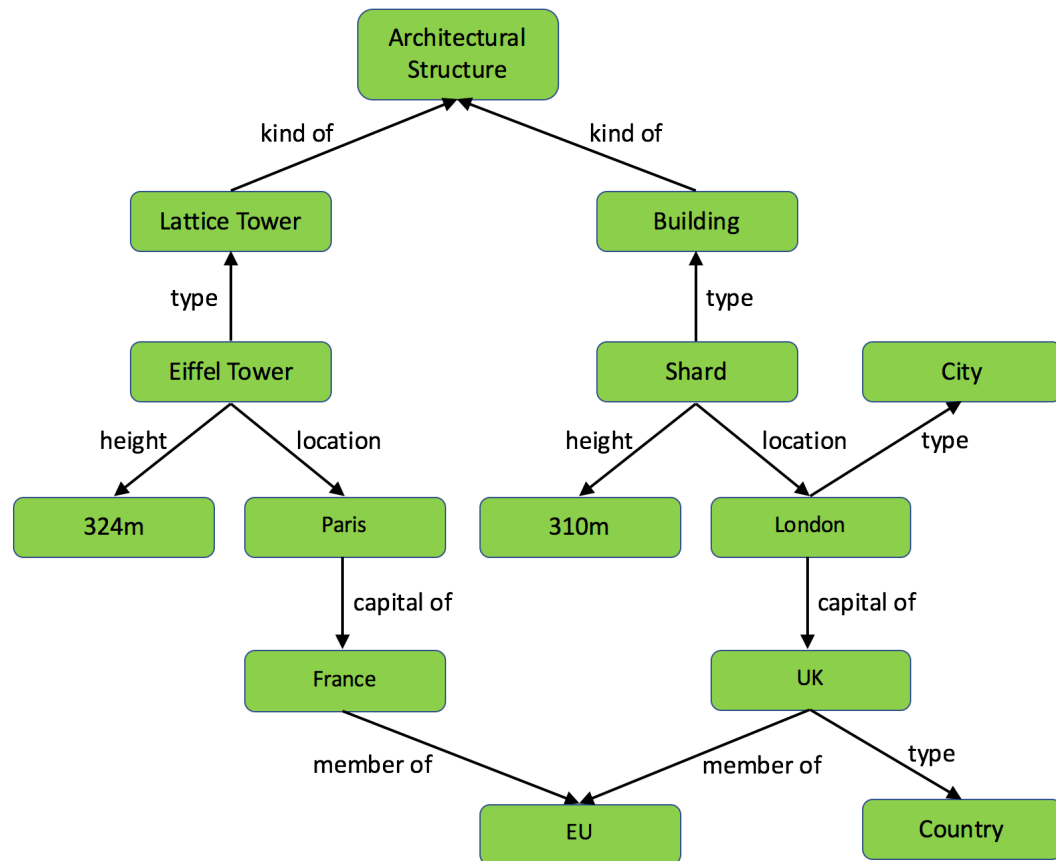 Architectural
Structure
kind of
kind of
Lattice Tower
Building
type
type
Eiffel Tower
Shard
City
height
location
height
location
type
324m
Paris
310m
London
capital of
capital of
France
UK
member of
member of
type
EU
Country